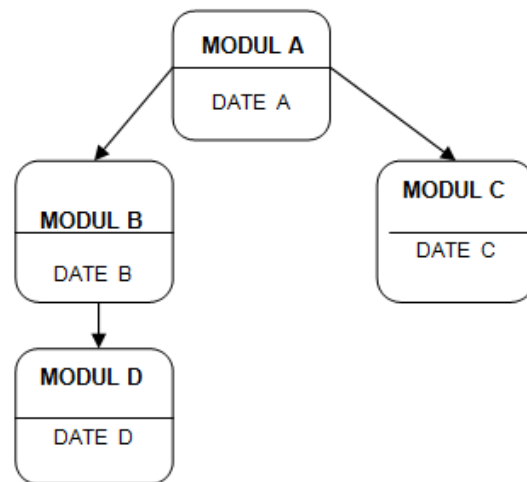 MODUL A
DATE A
MODUL B
DATE B
MODUL C
DATE C
MODUL D
DATE D